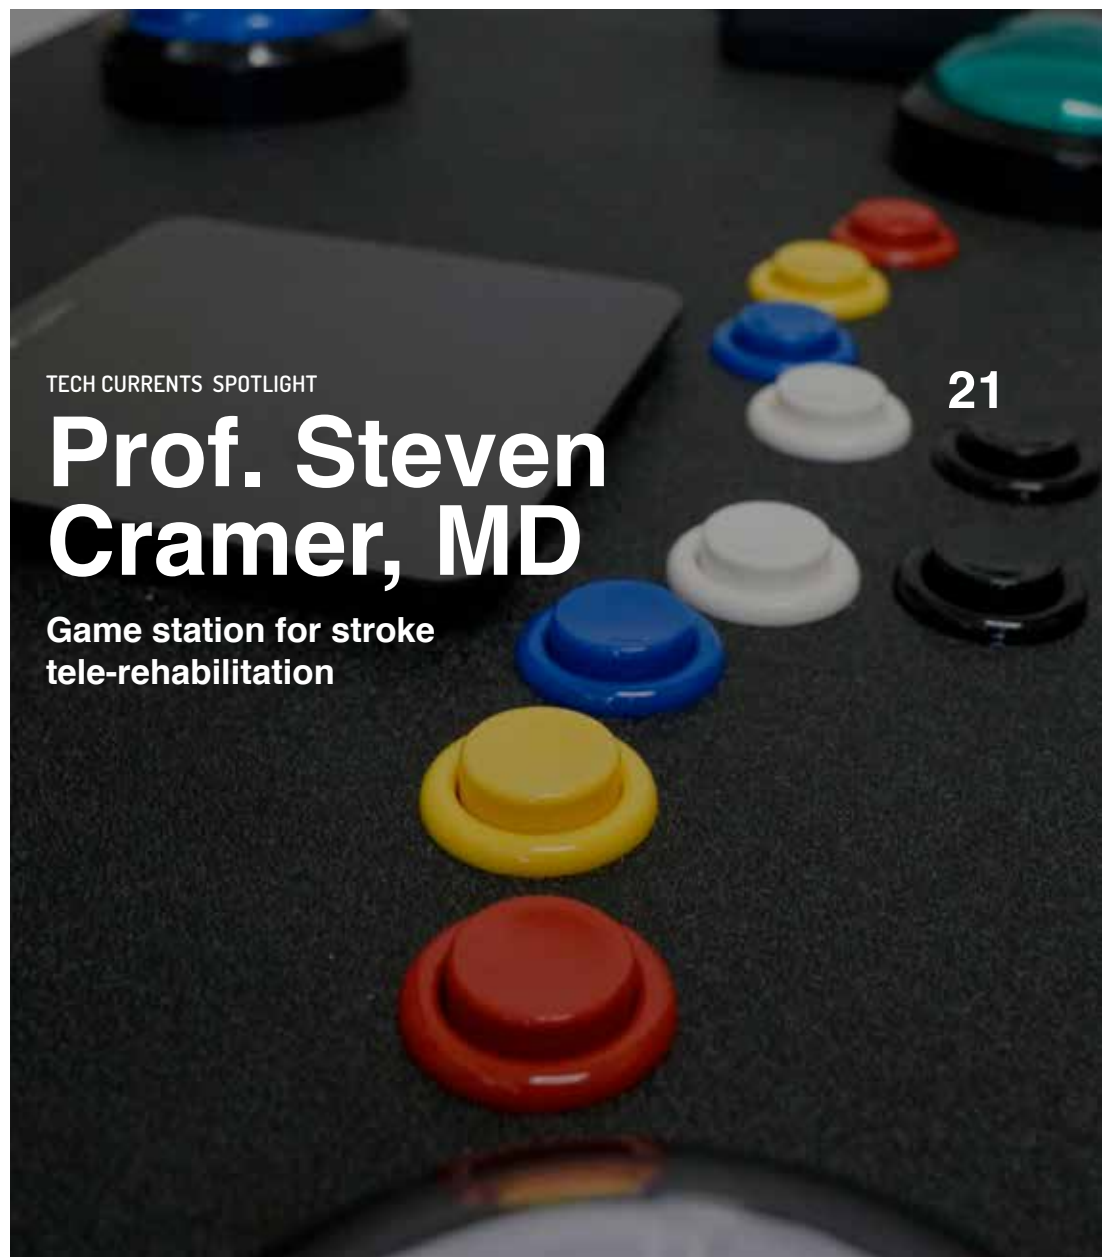 TECH CURRENTS SPOTLIGHT
21
Prof. Steven
Cramer, MD
Game station for stroke
tele-rehabilitation